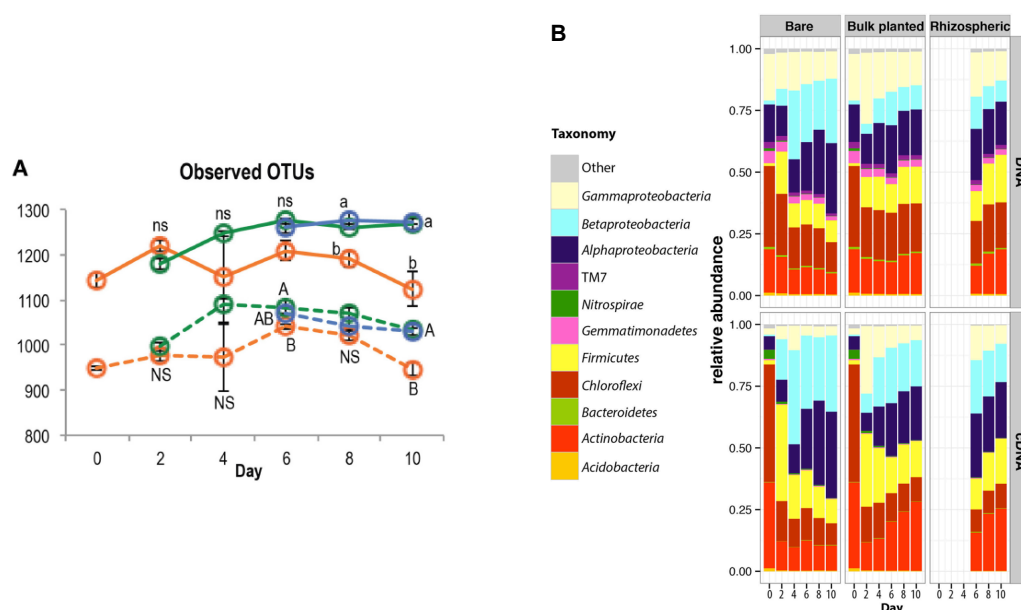 A
Observed OTUs
1300
1200
1100
1000
900
800
ns
ns
ns
a
a
b
b
A
AB
B
A
NS
NS
NS
B
0 2 4 6 8 10
Day
Taxonomy
Other
Gammaproteobacteria
Betaproteobacteria
Alphaproteobacteria
TM7
Nitrospirae
Gemmatimonadetes
Firmicutes
Chloroflexi
Bacteroidetes
Actinobacteria
Acidobacteria
B
Bare Bulk planted Rhizospheric
1.00
0.75
0.50
0.25
0.00
DNA
1.00
0.75
0.50
0.25
0.00
cDNA
relative abundance
0 2 4 6 8 10 0 2 4 6 8 10 0 2 4 6 8 10
Day